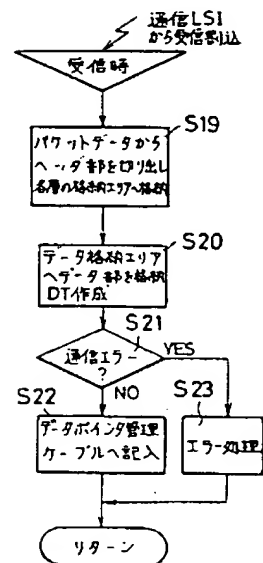 通信LSI
から受信割込
受信時
S19
パケットデータから
ヘッダ部を切り出し
各層の格納エリアへ格納
S20
データ格納エリア
へデータ部を格納
DT作成
S21
通信エラー
?
YES
NO
S22
データポインタ管理
テーブルへ記入
S23
エラー処理
リターン